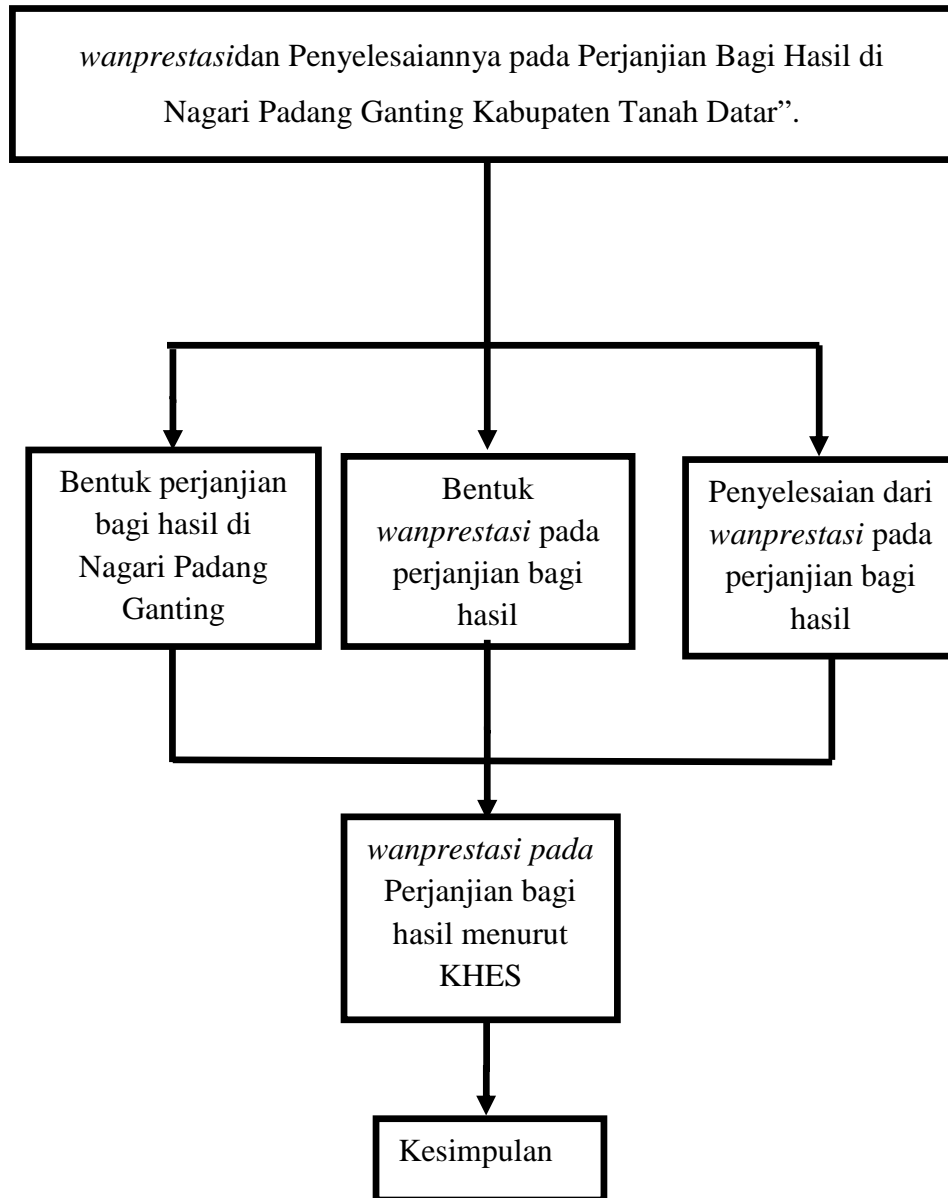 wanprestasidan Penyelesaiannya pada Perjanjian Bagi Hasil di
Nagari Padang Ganting Kabupaten Tanah Datar”.
Bentuk perjanjian
bagi hasil di
Nagari Padang
Ganting
Bentuk
wanprestasi pada
perjanjian bagi
hasil
Penyelesaian dari
wanprestasi pada
perjanjian bagi
hasil
wanprestasi pada
Perjanjian bagi
hasil menurut
KHES
Kesimpulan